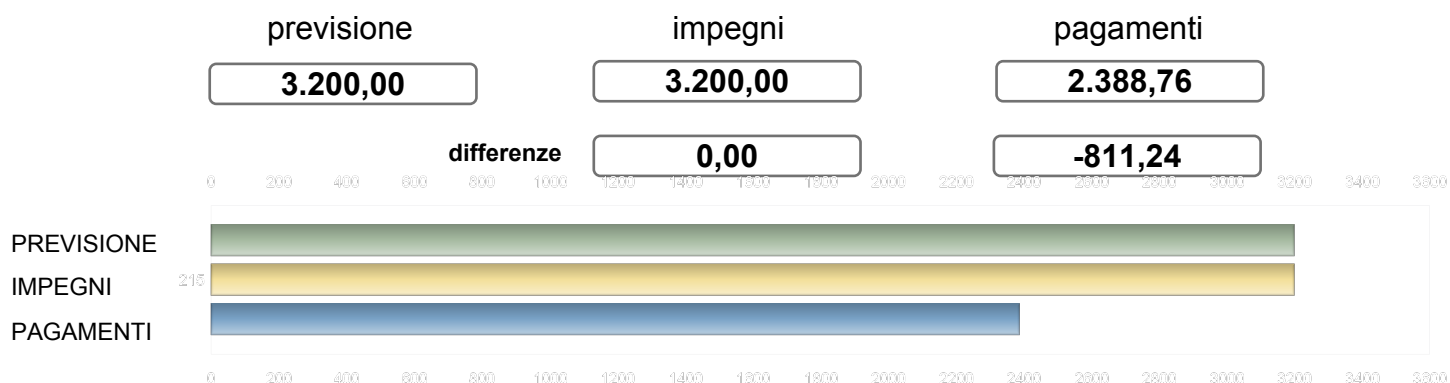 previsione impegni pagamenti
3.200,00 3.200,00 2.388,76
differenze 0,00 -811,24
0 200 400 600 800 1000 1200 1400 1600 1800 2000 2200 2400 2600 2800 3000 3200 3400 3600
PREVISIONE
215
IMPEGNI
PAGAMENTI
0 200 400 600 800 1000 1200 1400 1600 1800 2000 2200 2400 2600 2800 3000 3200 3400 3600